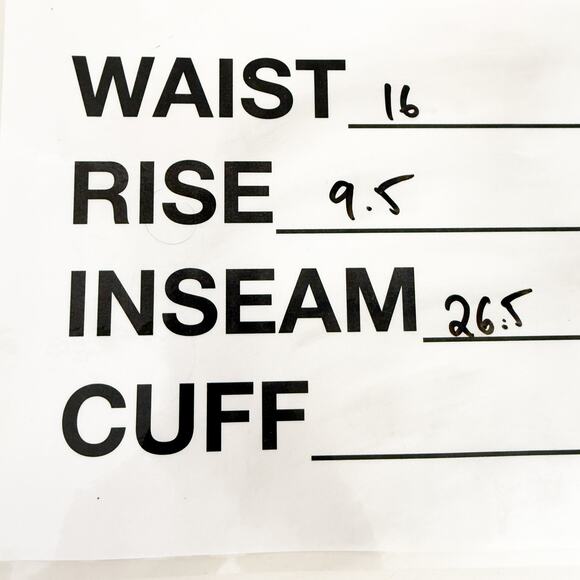 WAIST 16
RISE 9.5
INSEAM 26.5
CUFF